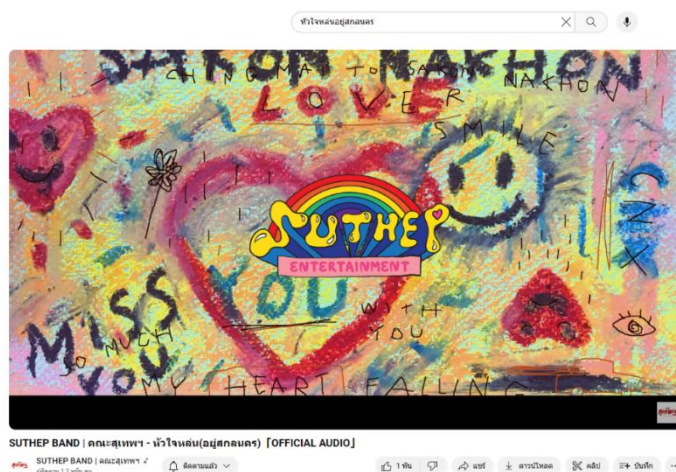 หัวใจหล่นอยู่สกลนคร
SAKON NAKHON
CHIANGMAI TO SAKON NAKHON
LOVER
SMILE
CNX
SUTHEP
ENTERTAINMENT
YOU
WITH
YOU
MISS
SO MUCH
YOU
MY HEART FALLING
SUTHEP BAND | คณะสุเทพฯ - หัวใจหล่น(อยู่สกลนคร) 「OFFICIAL AUDIO」
SUTHEP BAND | คณะสุเทพฯ
ติดตามแล้ว
1 พัน
แชร์
ดาวน์โหลด
คลิป
บันทึก